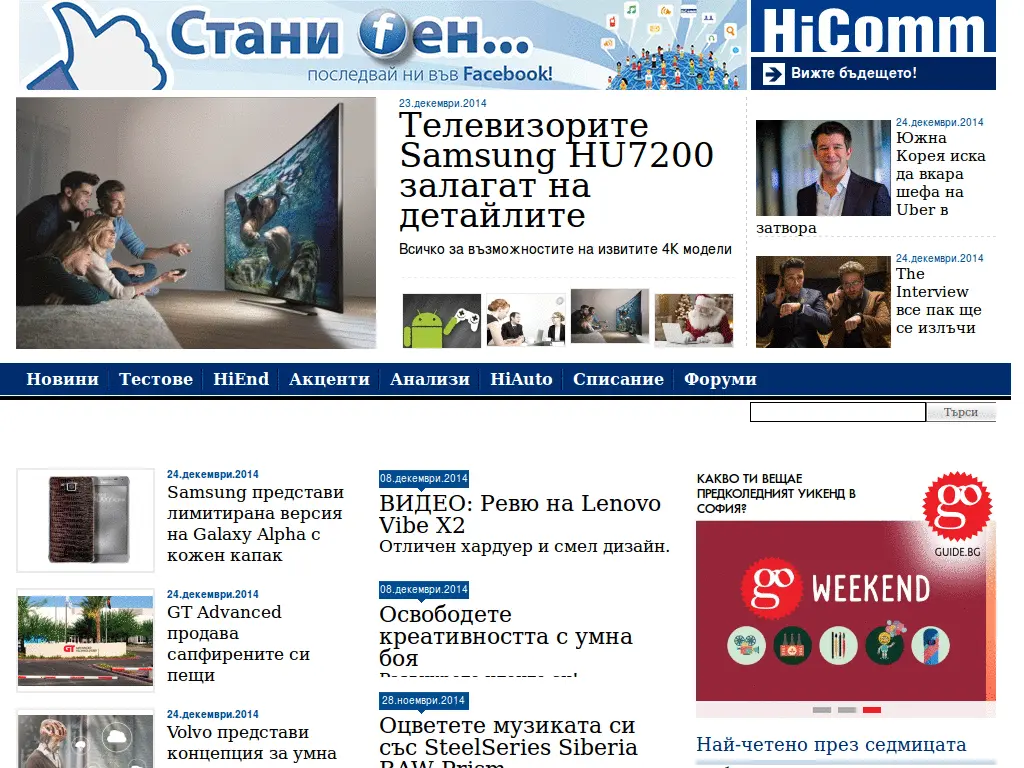 Стани фен...
последвай ни във Facebook!
HiComm
Вижте бъдещето!
23.декември.2014
Телевизорите
Samsung HU7200
залагат на
детайлите
Всичко за възможностите на извитите 4K модели
24.декември.2014
Южна
Корея иска
да вкара
шефа на
Uber в
затвора
24.декември.2014
The
Interview
все пак ще
се излъчи
Новини Тестове HiEnd Акценти Анализи HiAuto Списание Форуми
Търси
24.декември.2014
Samsung представи
лимитирана версия
на Galaxy Alpha с
кожен капак
24.декември.2014
GT Advanced
продава
сапфирените си
пещи
24.декември.2014
Volvo представи
концепция за умна
08.декември.2014
ВИДЕО: Ревю на Lenovo
Vibe X2
Отличен хардуер и смел дизайн.
08.декември.2014
Освободете
креативността с умна
боя
28.ноември.2014
Оцветете музиката си
със SteelSeries Siberia
RAW Prism
КАКВО ТИ ВЕЩАЕ
ПРЕДКОЛЕДНИЯТ УИКЕНД В
СОФИЯ?
go
GUIDE.BG
go WEEKEND
Най-четено през седмицата